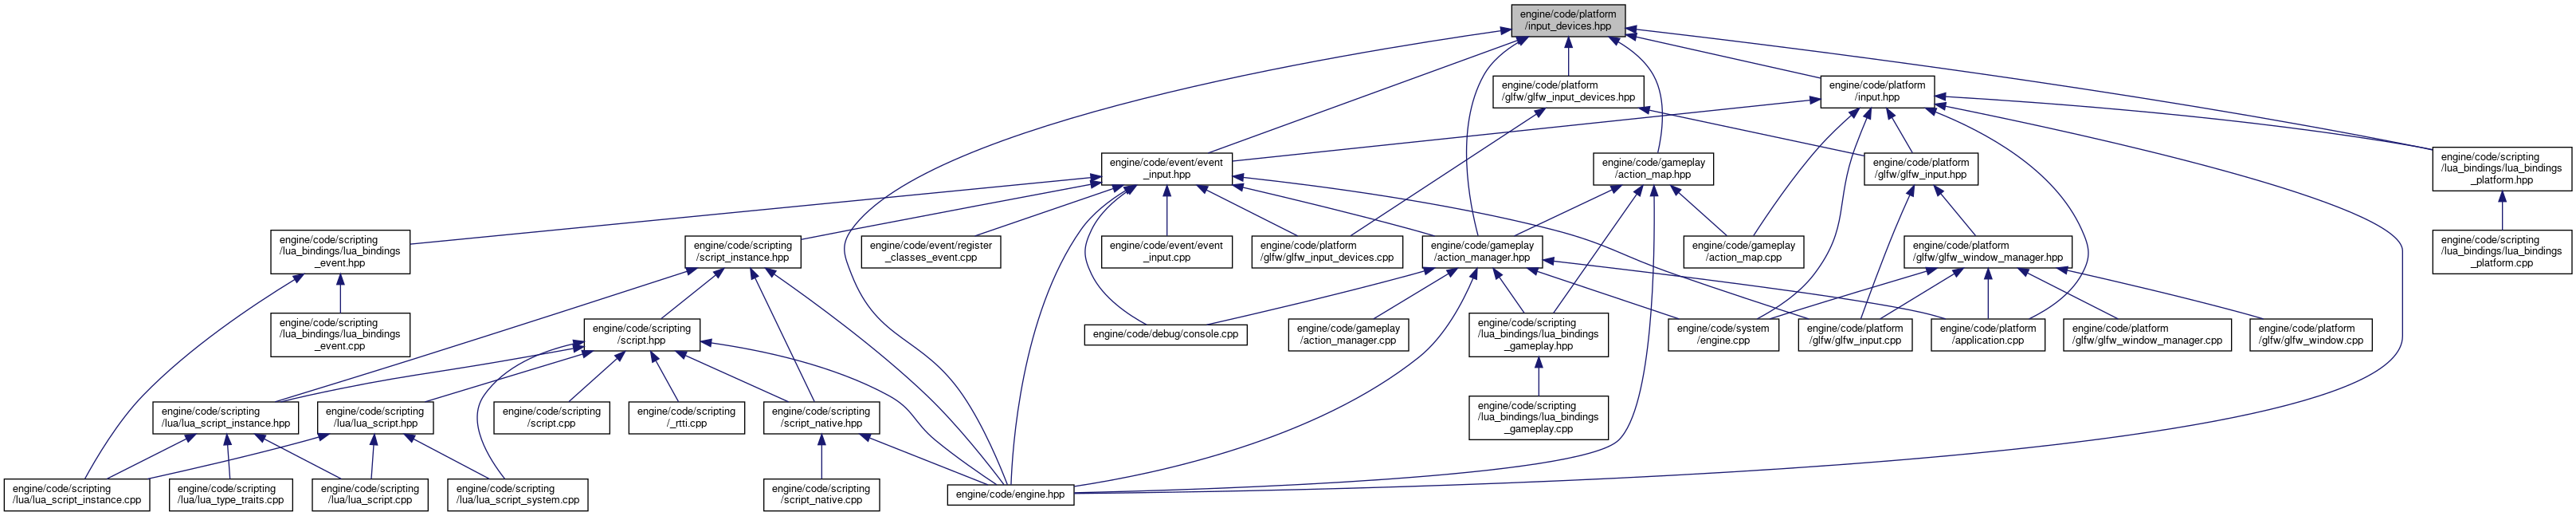 engine/code/platform
/input_devices.hpp
engine/code/platform
/glfw/glfw_input_devices.hpp
engine/code/platform
/input.hpp
engine/code/event/event
_input.hpp
engine/code/gameplay
/action_map.hpp
engine/code/platform
/glfw/glfw_input.hpp
engine/code/scripting
/lua_bindings/lua_bindings
_platform.hpp
engine/code/scripting
/lua_bindings/lua_bindings
_event.hpp
engine/code/scripting
/script_instance.hpp
engine/code/event/register
_classes_event.cpp
engine/code/event/event
_input.cpp
engine/code/platform
/glfw/glfw_input_devices.cpp
engine/code/gameplay
/action_manager.hpp
engine/code/gameplay
/action_map.cpp
engine/code/platform
/glfw/glfw_window_manager.hpp
engine/code/scripting
/lua_bindings/lua_bindings
_platform.cpp
engine/code/scripting
/lua_bindings/lua_bindings
_event.cpp
engine/code/scripting
/script.hpp
engine/code/debug/console.cpp
engine/code/gameplay
/action_manager.cpp
engine/code/scripting
/lua_bindings/lua_bindings
_gameplay.hpp
engine/code/system
/engine.cpp
engine/code/platform
/glfw/glfw_input.cpp
engine/code/platform
/application.cpp
engine/code/platform
/glfw/glfw_window_manager.cpp
engine/code/platform
/glfw/glfw_window.cpp
engine/code/scripting
/lua/lua_script_instance.hpp
engine/code/scripting
/lua/lua_script.hpp
engine/code/scripting
/script.cpp
engine/code/scripting
/_rtti.cpp
engine/code/scripting
/script_native.hpp
engine/code/scripting
/lua_bindings/lua_bindings
_gameplay.cpp
engine/code/scripting
/lua/lua_script_instance.cpp
engine/code/scripting
/lua/lua_type_traits.cpp
engine/code/scripting
/lua/lua_script.cpp
engine/code/scripting
/lua/lua_script_system.cpp
engine/code/scripting
/script_native.cpp
engine/code/engine.hpp